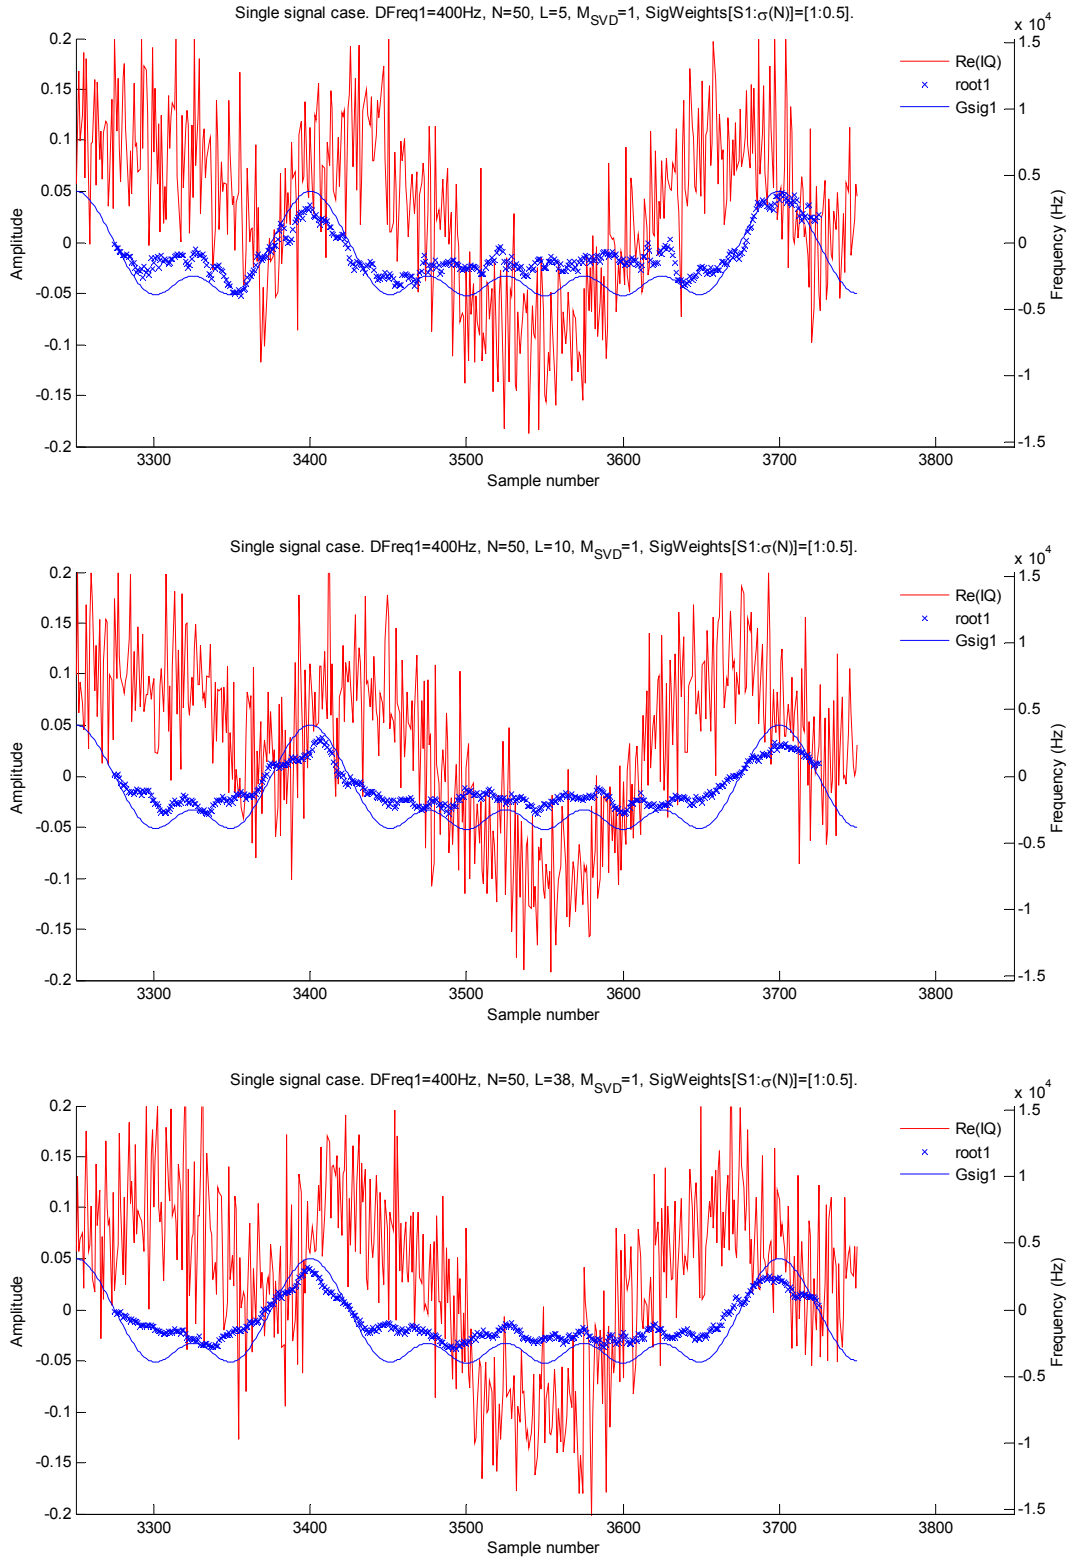 Single signal case. DFreq1=400Hz, N=50, L=5, M_SVD=1, SigWeights[S1:σ(N)]=[1:0.5].
x 10^4
0.2
0.15
0.1
0.05
0
-0.05
-0.1
-0.15
-0.2
Amplitude
3300
3400
3500
3600
3700
3800
Sample number
Re(IQ)
root1
Gsig1
1.5
1
0.5
0
-0.5
-1
-1.5
Frequency (Hz)
Single signal case. DFreq1=400Hz, N=50, L=10, M_SVD=1, SigWeights[S1:σ(N)]=[1:0.5].
x 10^4
0.2
0.15
0.1
0.05
0
-0.05
-0.1
-0.15
-0.2
Amplitude
3300
3400
3500
3600
3700
3800
Sample number
Re(IQ)
root1
Gsig1
1.5
1
0.5
0
-0.5
-1
-1.5
Frequency (Hz)
Single signal case. DFreq1=400Hz, N=50, L=38, M_SVD=1, SigWeights[S1:σ(N)]=[1:0.5].
x 10^4
0.2
0.15
0.1
0.05
0
-0.05
-0.1
-0.15
-0.2
Amplitude
3300
3400
3500
3600
3700
3800
Sample number
Re(IQ)
root1
Gsig1
1.5
1
0.5
0
-0.5
-1
-1.5
Frequency (Hz)